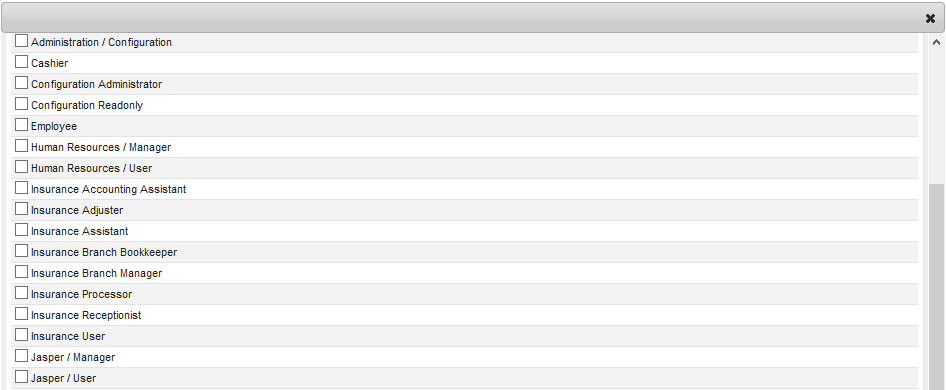 Administration / Configuration
Cashier
Configuration Administrator
Configuration Readonly
Employee
Human Resources / Manager
Human Resources / User
Insurance Accounting Assistant
Insurance Adjuster
Insurance Assistant
Insurance Branch Bookkeeper
Insurance Branch Manager
Insurance Processor
Insurance Receptionist
Insurance User
Jasper / Manager
Jasper / User